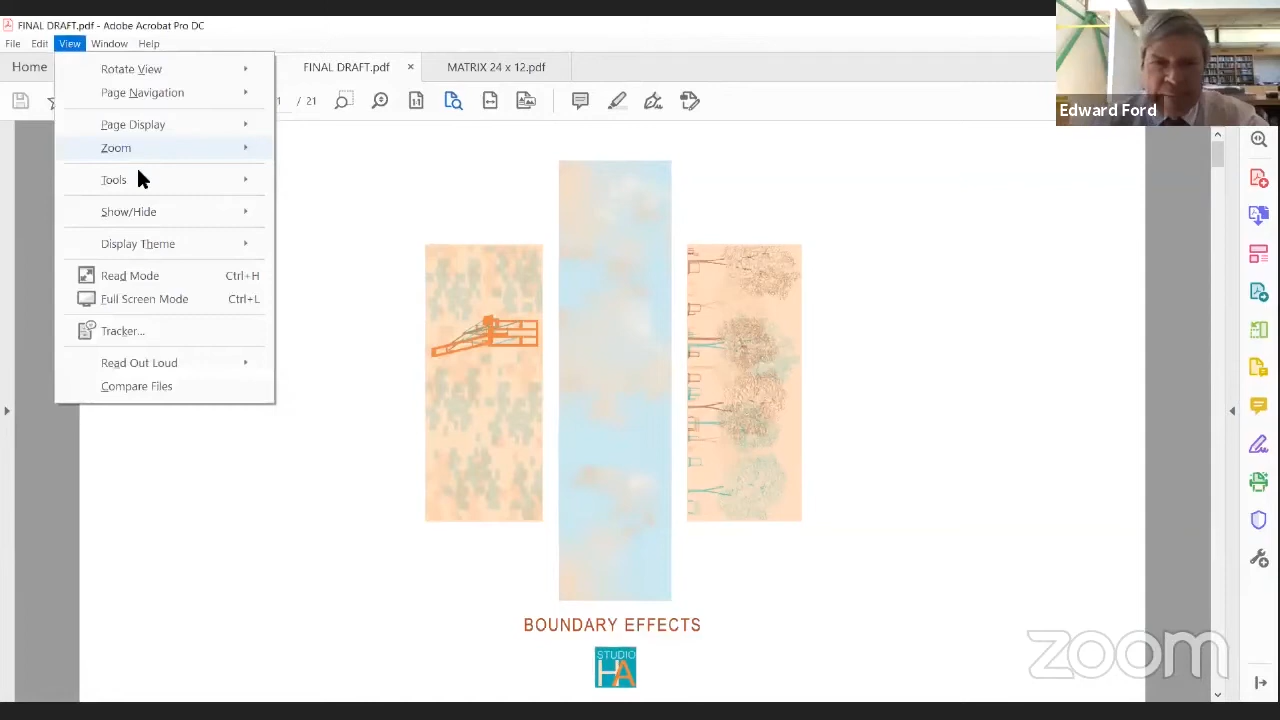 FINAL DRAFT.pdf - Adobe Acrobat Pro DC
File Edit View Window Help
Home
FINAL DRAFT.pdf ×
MATRIX 24 x 12.pdf
1 / 21
Rotate View
Page Navigation
Page Display
Zoom
Tools
Show/Hide
Display Theme
Read Mode Ctrl+H
Full Screen Mode Ctrl+L
Tracker...
Read Out Loud
Compare Files
Edward Ford
BOUNDARY EFFECTS
STUDIO
HA
zoom